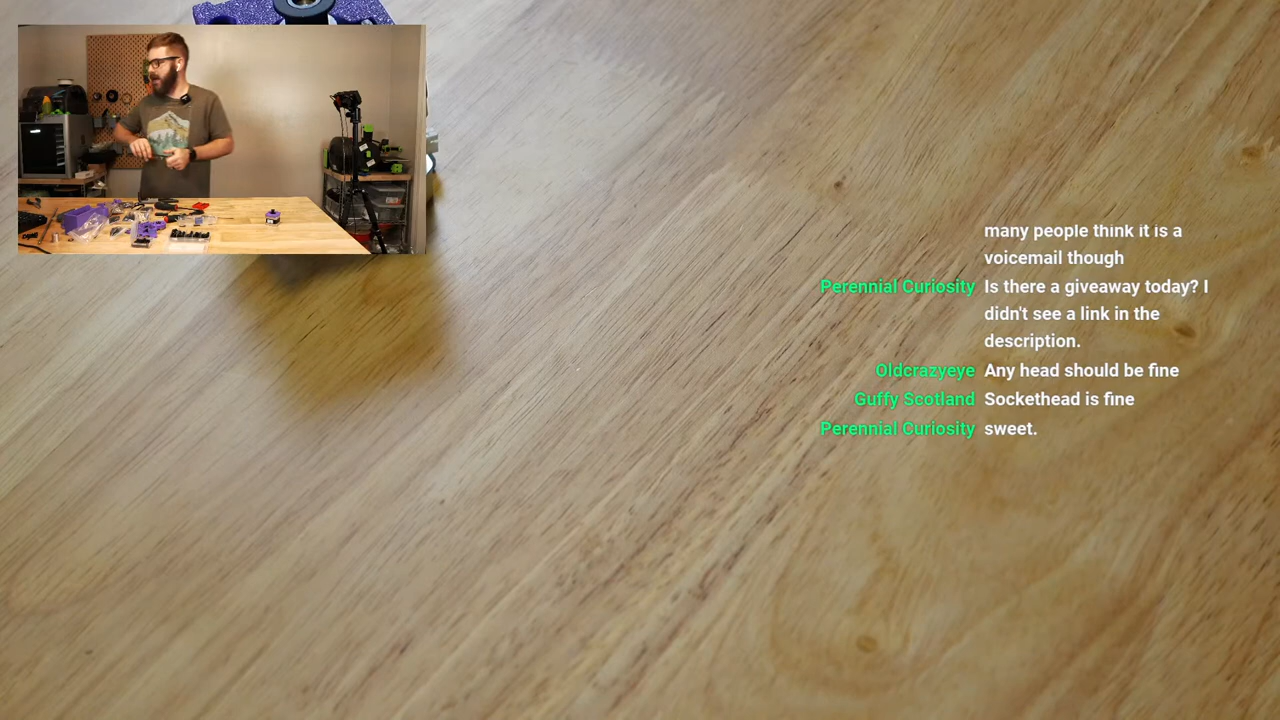 many people think it is a
voicemail though
Perennial Curiosity Is there a giveaway today? I
didn't see a link in the
description.
Oldcrazyeye Any head should be fine
Guffy Scotland Sockethead is fine
Perennial Curiosity sweet.